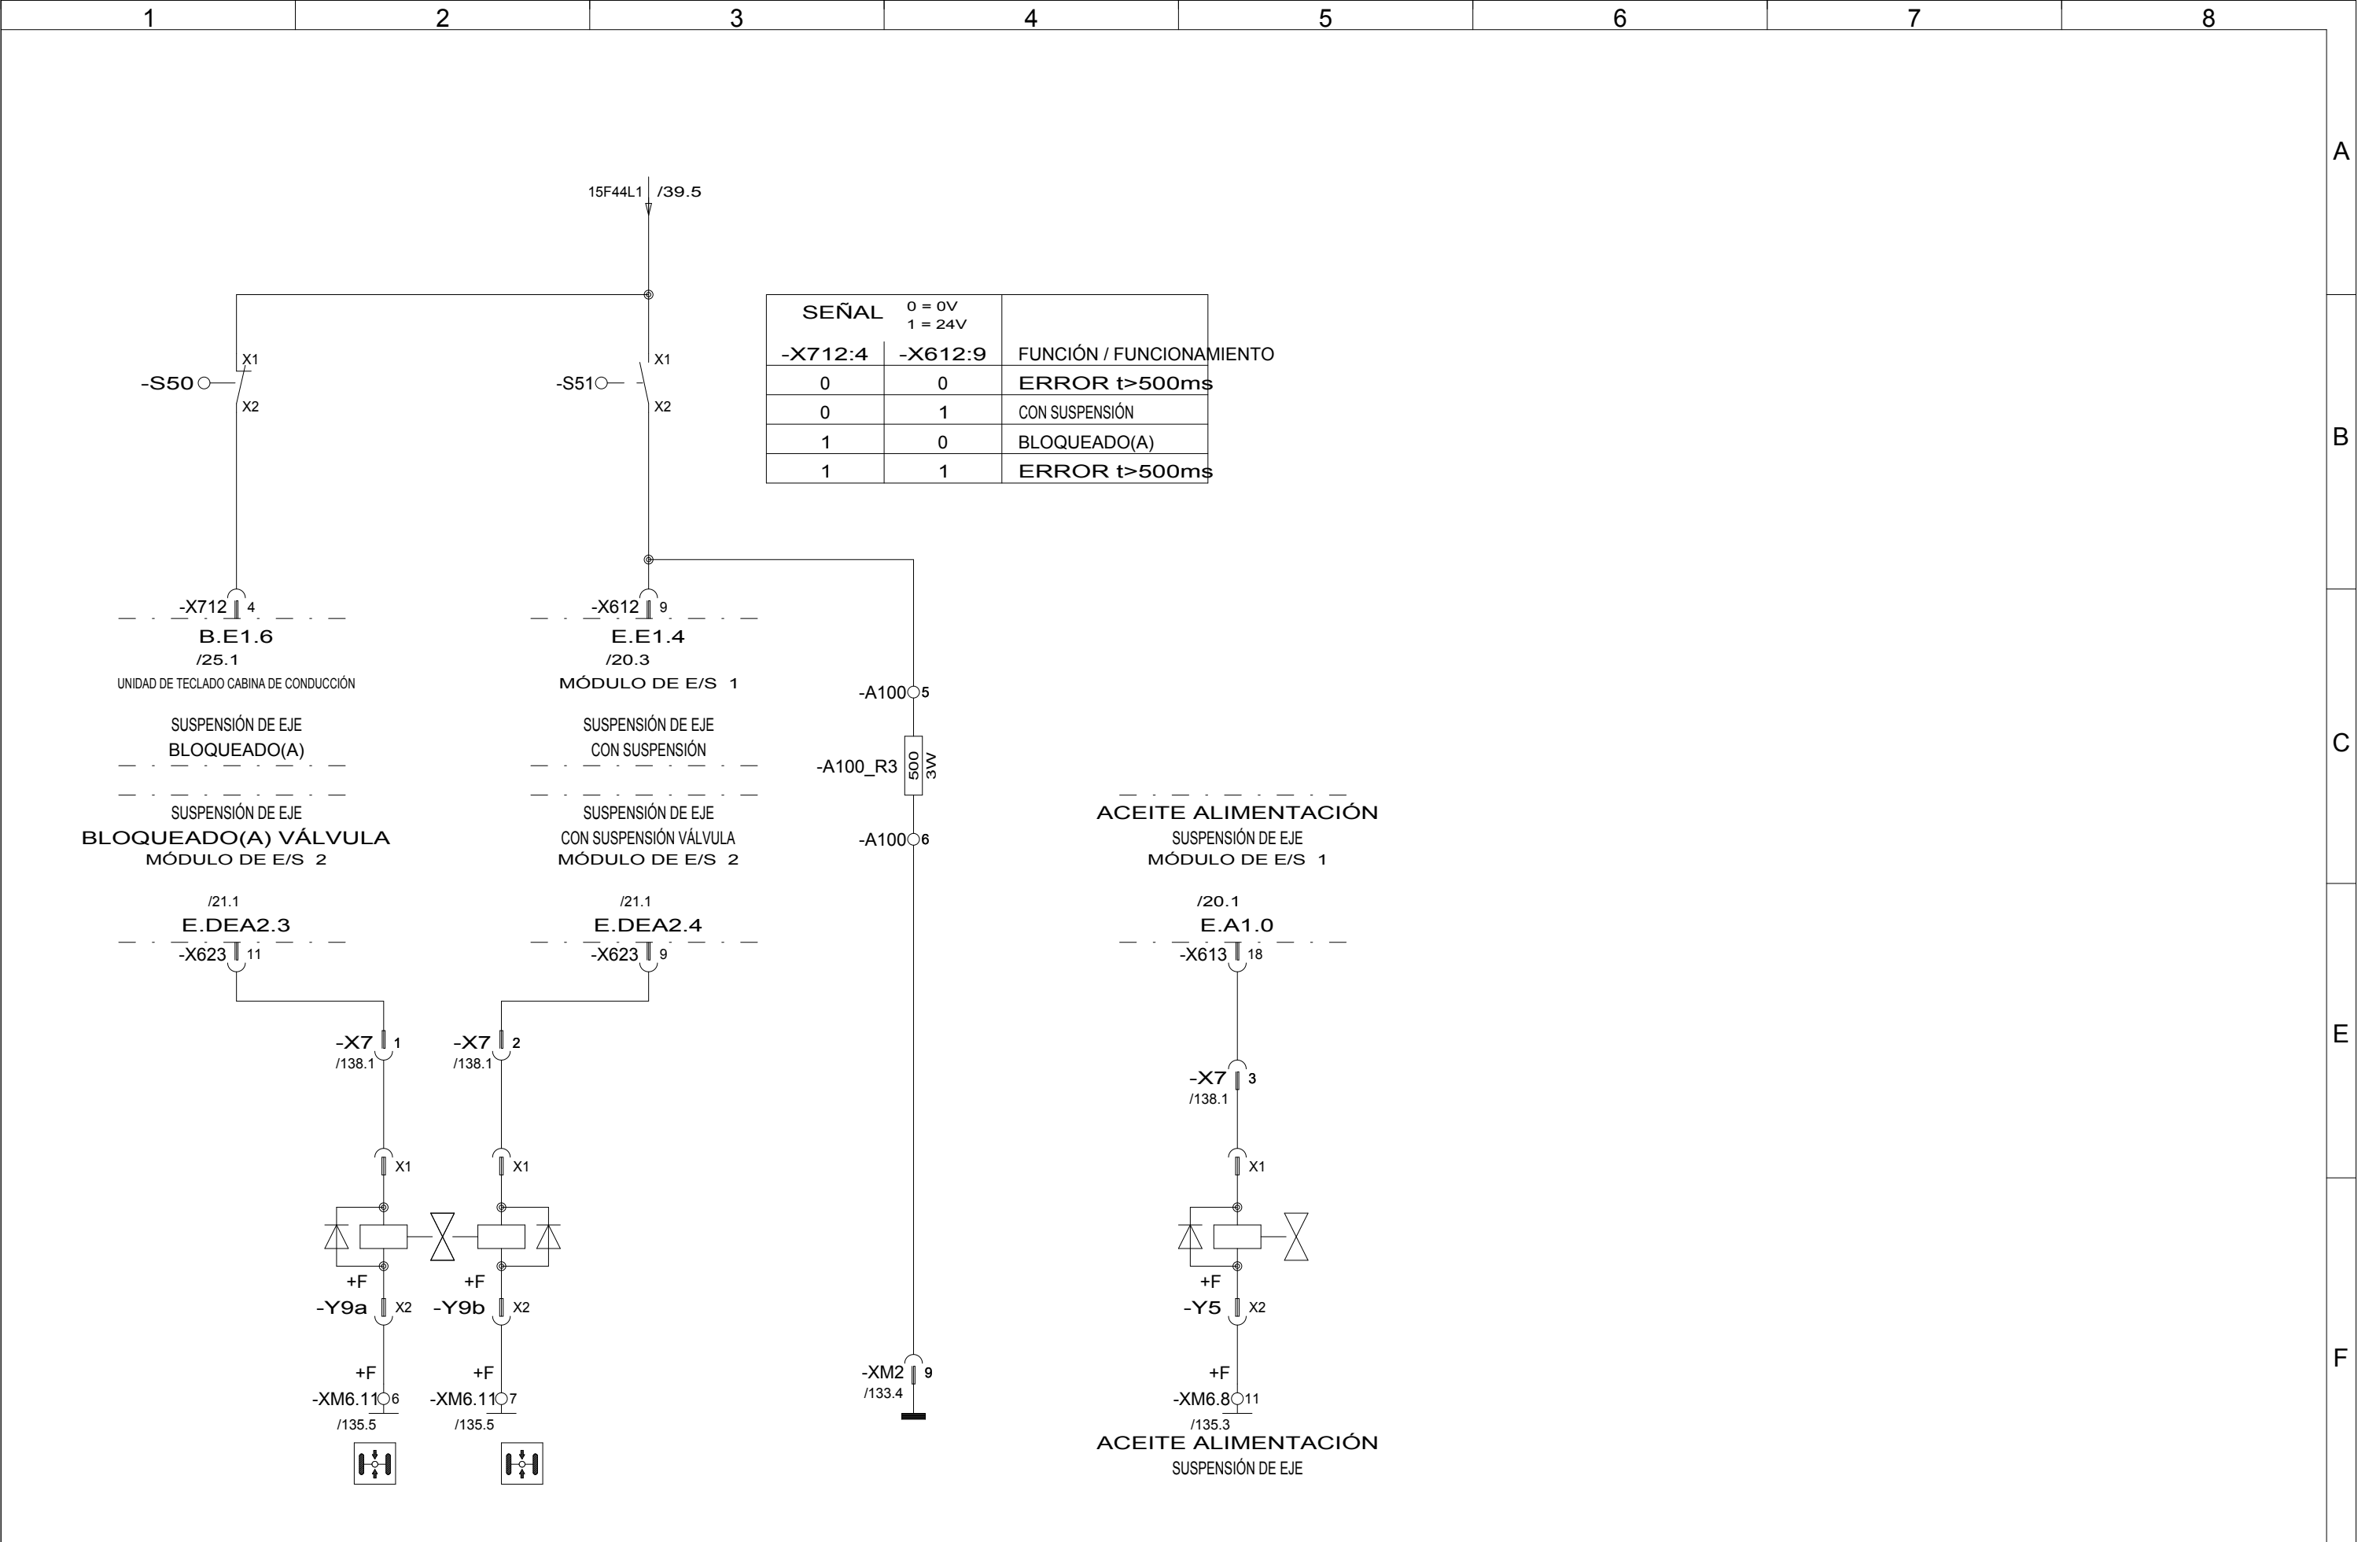 1 2 3 4 5 6 7 8
A
15F44L1 /39.5
SEÑAL 0 = 0V
1 = 24V
-X712:4 -X612:9 FUNCIÓN / FUNCIONAMIENTO
0 0 ERROR t>500ms
0 1 CON SUSPENSIÓN
1 0 BLOQUEADO(A)
1 1 ERROR t>500ms
X1 X1
-S50 -S51
X2 X2
B
-X712 4 -X612 9
B.E1.6 E.E1.4
/25.1 /20.3
UNIDAD DE TECLADO CABINA DE CONDUCCIÓN MÓDULO DE E/S 1
-A100 5
SUSPENSIÓN DE EJE SUSPENSIÓN DE EJE
BLOQUEADO(A) CON SUSPENSIÓN
-A100_R3 500 3W
C
SUSPENSIÓN DE EJE SUSPENSIÓN DE EJE ACEITE ALIMENTACIÓN
BLOQUEADO(A) VÁLVULA CON SUSPENSIÓN VÁLVULA -A100 6 SUSPENSIÓN DE EJE
MÓDULO DE E/S 2 MÓDULO DE E/S 2 MÓDULO DE E/S 1
/21.1 /21.1 /20.1
E.DEA2.3 E.DEA2.4 E.A1.0
-X623 11 -X623 9 -X613 18
-X7 1 -X7 2
/138.1 /138.1
E
-X7 3
/138.1
X1 X1 X1
+F +F +F
-Y9a X2 -Y9b X2 -Y5 X2
F
+F +F -XM2 9 +F
/133.4
-XM6.11 6 -XM6.11 7 -XM6.8 11
/135.5 /135.5 /135.3
ACEITE ALIMENTACIÓN
SUSPENSIÓN DE EJE